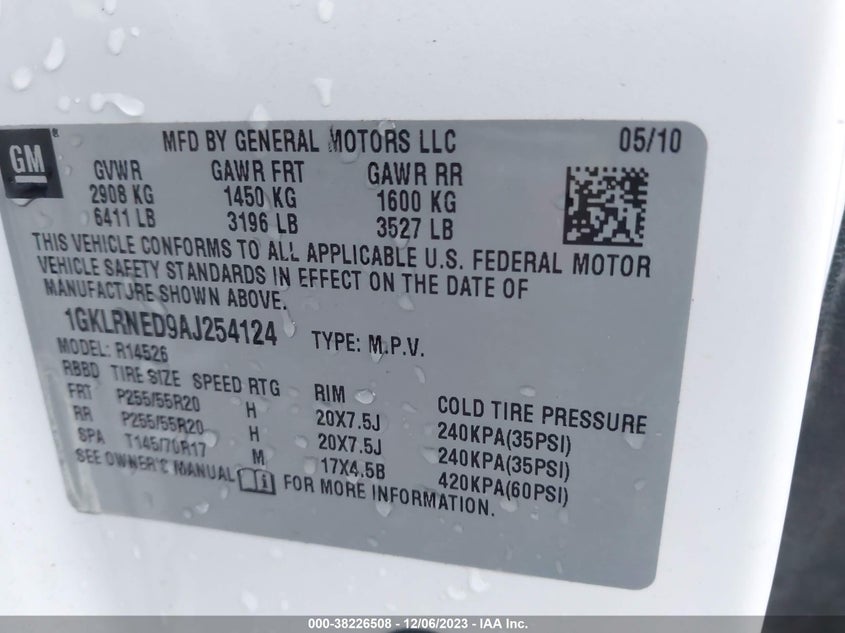 GM
MFD BY GENERAL MOTORS LLC 05/10
GVWR GAWR FRT GAWR RR
2908 KG 1450 KG 1600 KG
6411 LB 3196 LB 3527 LB
THIS VEHICLE CONFORMS TO ALL APPLICABLE U.S. FEDERAL MOTOR
VEHICLE SAFETY STANDARDS IN EFFECT ON THE DATE OF
MANUFACTURE SHOWN ABOVE.
1GKLRNED9AJ254124 TYPE: M.P.V.
MODEL: R14526
RBBD TIRE SIZE SPEED RTG RIM COLD TIRE PRESSURE
FRT P255/55R20 H 20X7.5J 240KPA(35PSI)
RR P255/55R20 H 20X7.5J 240KPA(35PSI)
SPA T145/70R17 M 17X4.5B 420KPA(60PSI)
SEE OWNER'S MANUAL FOR MORE INFORMATION.
000-38226508 - 12/06/2023 - IAA Inc.